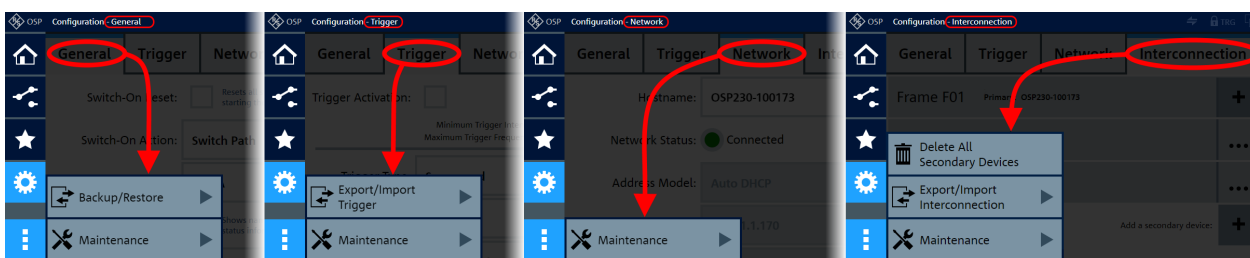 OSP Configuration - General
General Trigger Netwo
Switch-On Reset:
Switch-On Action: Switch Path
Backup/Restore
Maintenance
OSP Configuration - Trigger
General Trigger Netwo
Trigger Activation:
Minimum Trigger
Maximum Trigger
Export/Import
Trigger
Maintenance
OSP Configuration - Network
General Trigger Network Int
Hostname: OSP230-100173
Network Status: Connected
Address Model: Auto DHCP
1.170
Maintenance
OSP Configuration - Interconnection TRG
General Trigger Network Interconnection
Frame F01 Primary OSP230-100173 +
Delete All
Secondary Devices
...
Export/Import
Interconnection
...
Add a secondary device: +
Maintenance